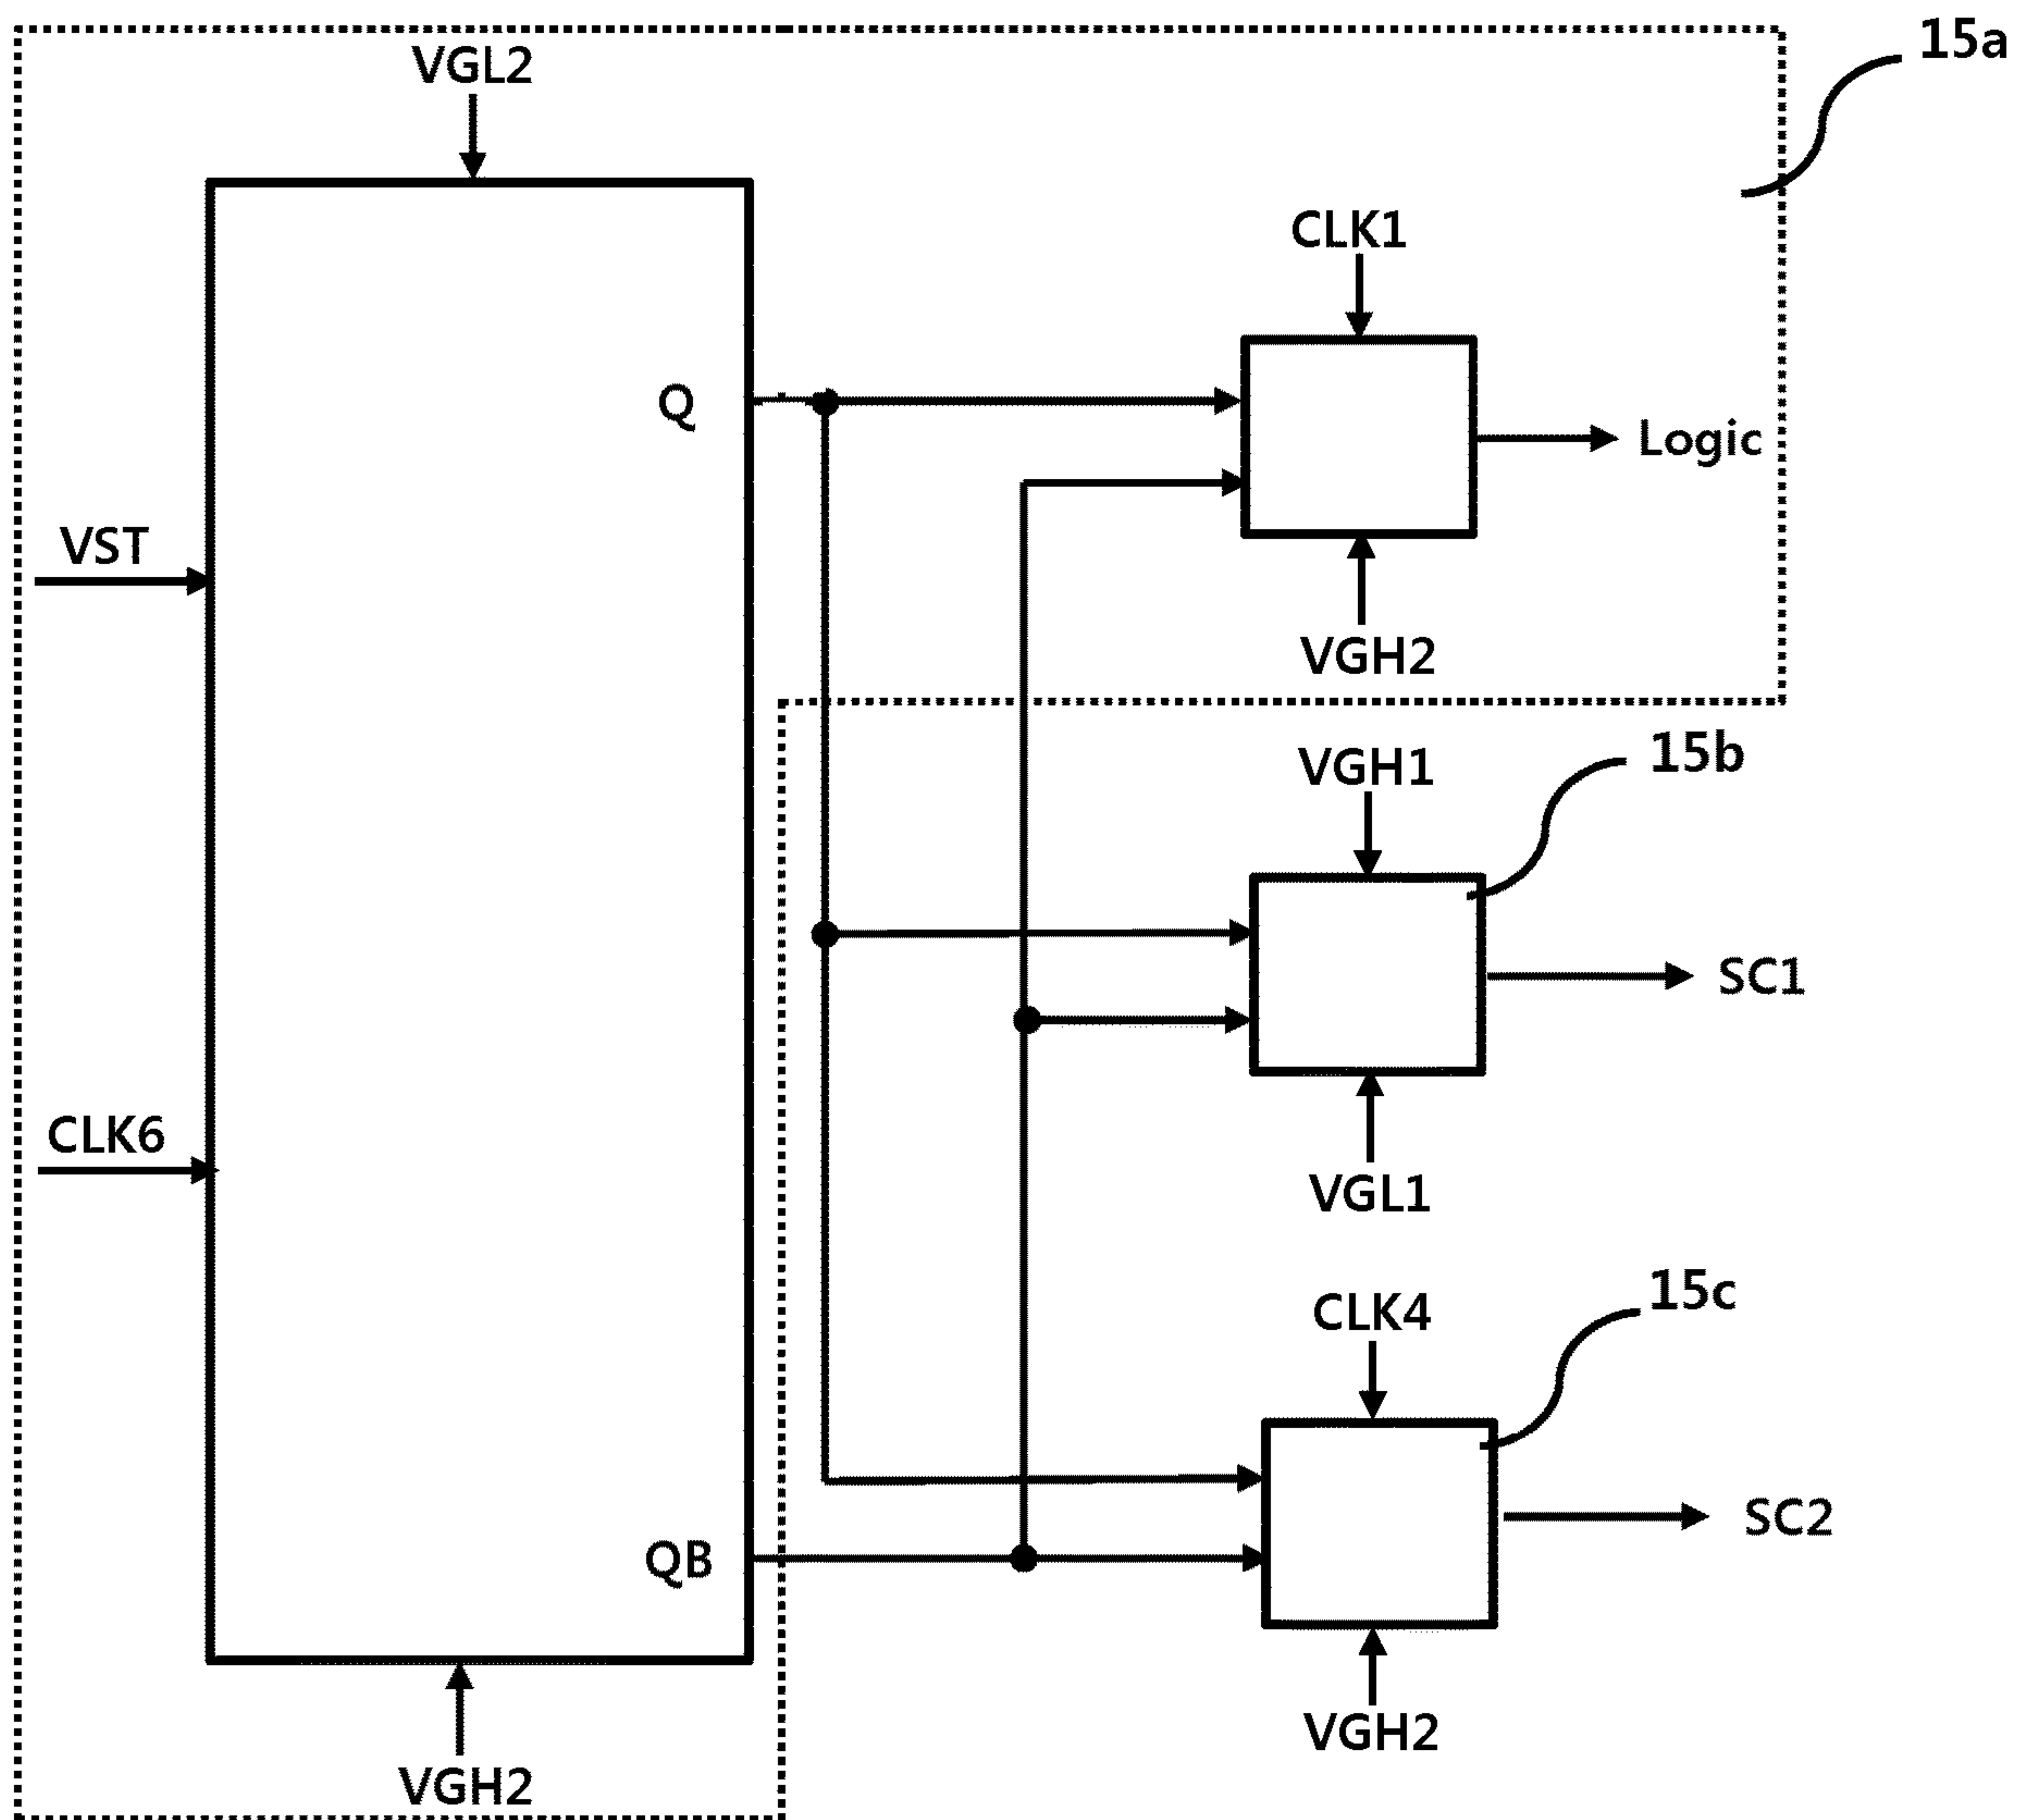 15a
VGL2
CLK1
Q
Logic
VST
VGH2
15b
VGH1
SC1
CLK6
VGL1
15c
CLK4
SC2
QB
VGH2
VGH2